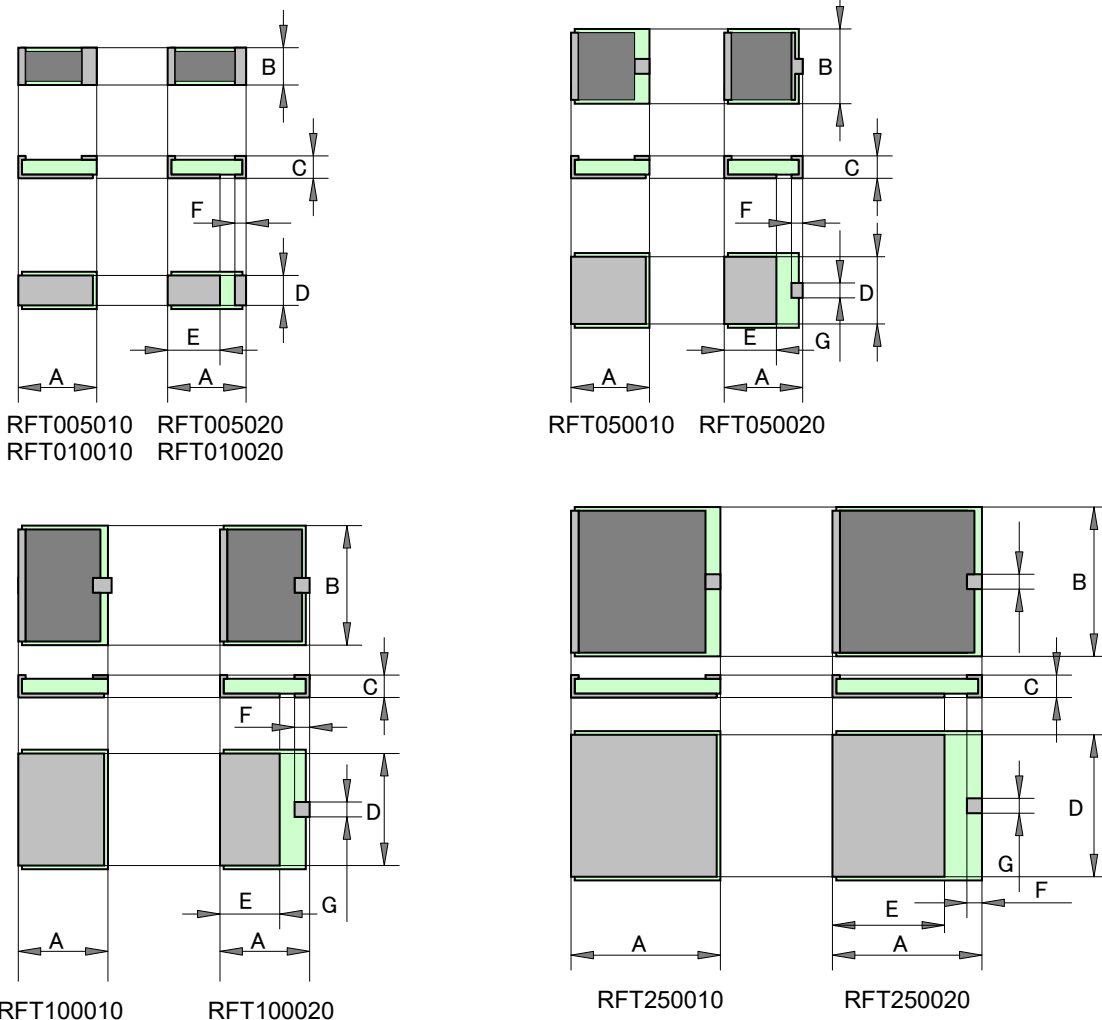 B
C
F
D
E
A A
RFT005010 RFT005020
RFT010010 RFT010020
B
C
F
D
E G
A A
RFT050010 RFT050020
B
C
F
D
E G
A A
RFT100010 RFT100020
B
C
D
G
F
E
A A
RFT250010 RFT250020